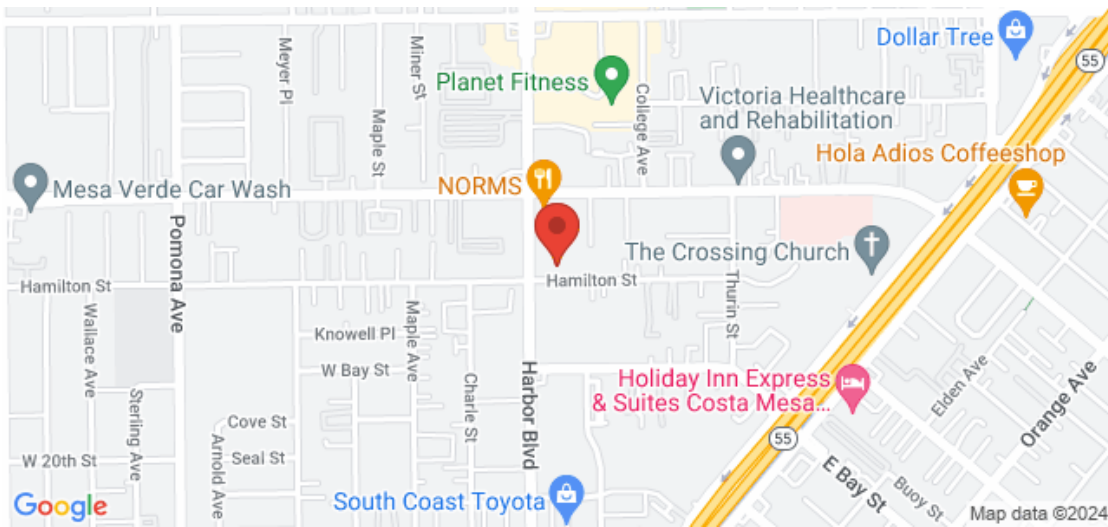 Dollar Tree
55
Meyer Pl
Miner St
Planet Fitness
College Ave
Victoria Healthcare
and Rehabilitation
Hola Adios Coffeeshop
Maple St
Mesa Verde Car Wash
NORMS
Pomona Ave
The Crossing Church
Hamilton St
Hamilton St
Thurin St
Wallace Ave
Knowell Pl
Maple Ave
W Bay St
Charle St
Harbor Blvd
Holiday Inn Express
& Suites Costa Mesa...
Elden Ave
Orange Ave
Sterling Ave
Cove St
Arnold Ave
Seal St
W 20th St
55
E Bay St
Buoy St
South Coast Toyota
Google
Map data ©2024